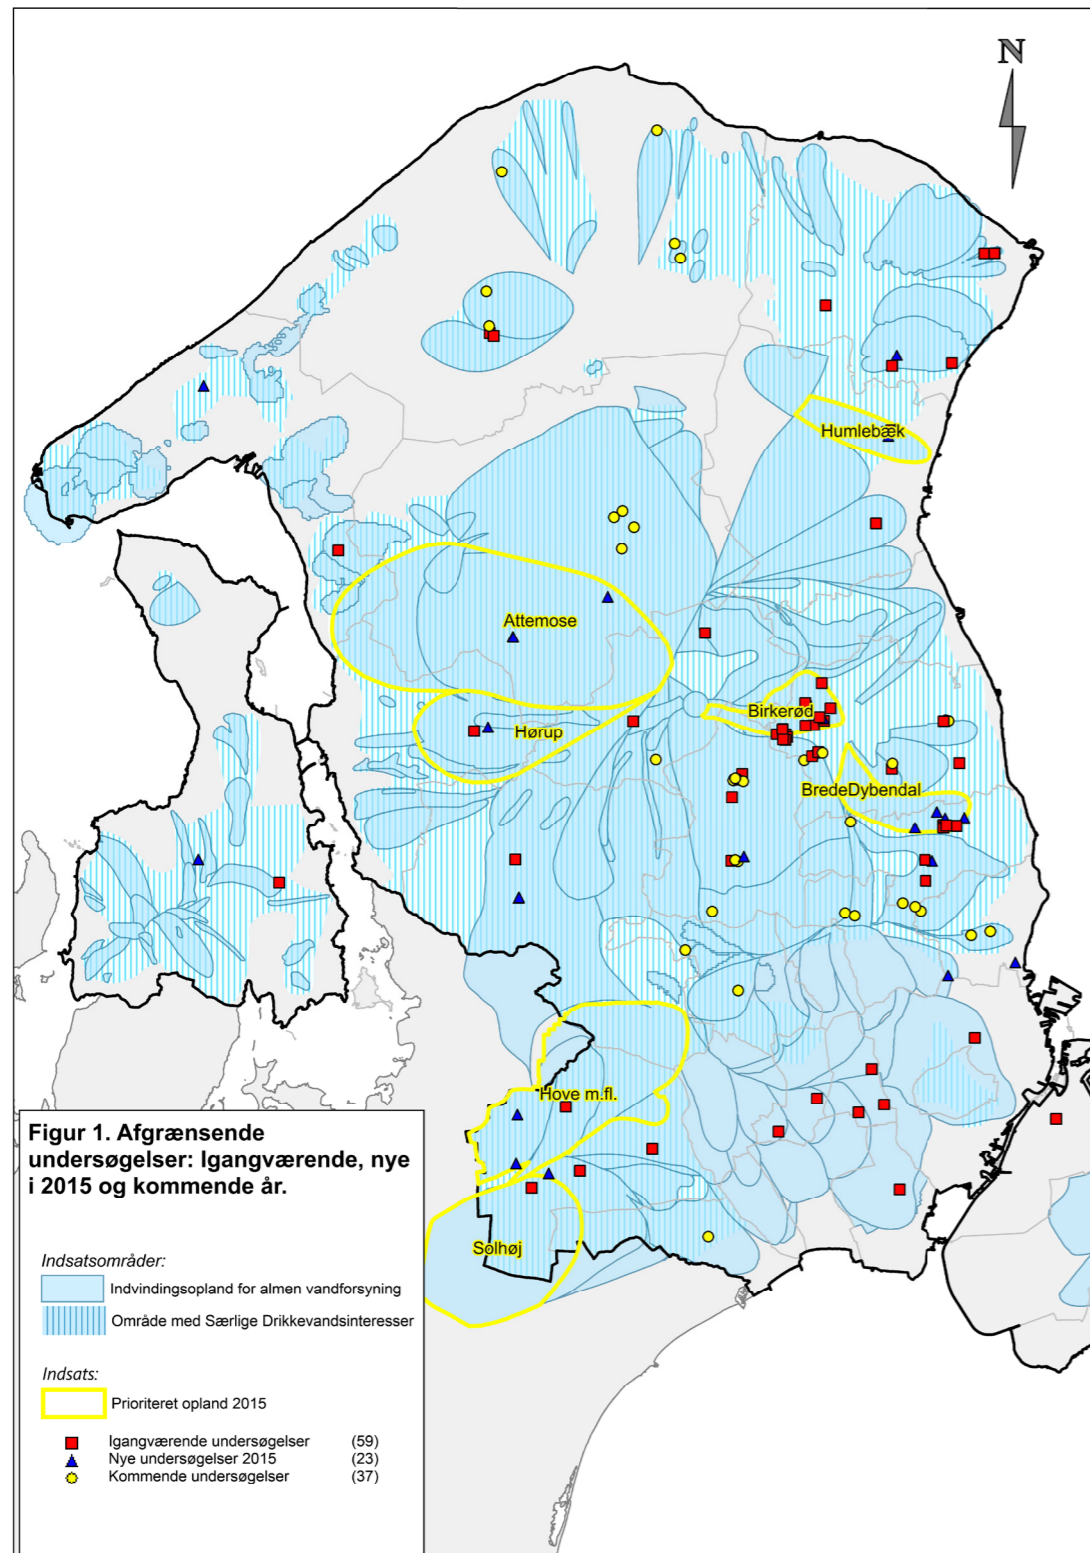 N
Humlebæk
Attemose
Birkerød
Hørup
BredeDybendal
Hove m.fl.
Solhøj
Figur 1. Afgrænsende
undersøgelser: Igangværende, nye
i 2015 og kommende år.
Indsatsområder:
Indvindingsopland for almen vandforsyning
Område med Særlige Drikkevandsinteresser
Indsats:
Prioriteret opland 2015
Igangværende undersøgelser (59)
Nye undersøgelser 2015 (23)
Kommende undersøgelser (37)